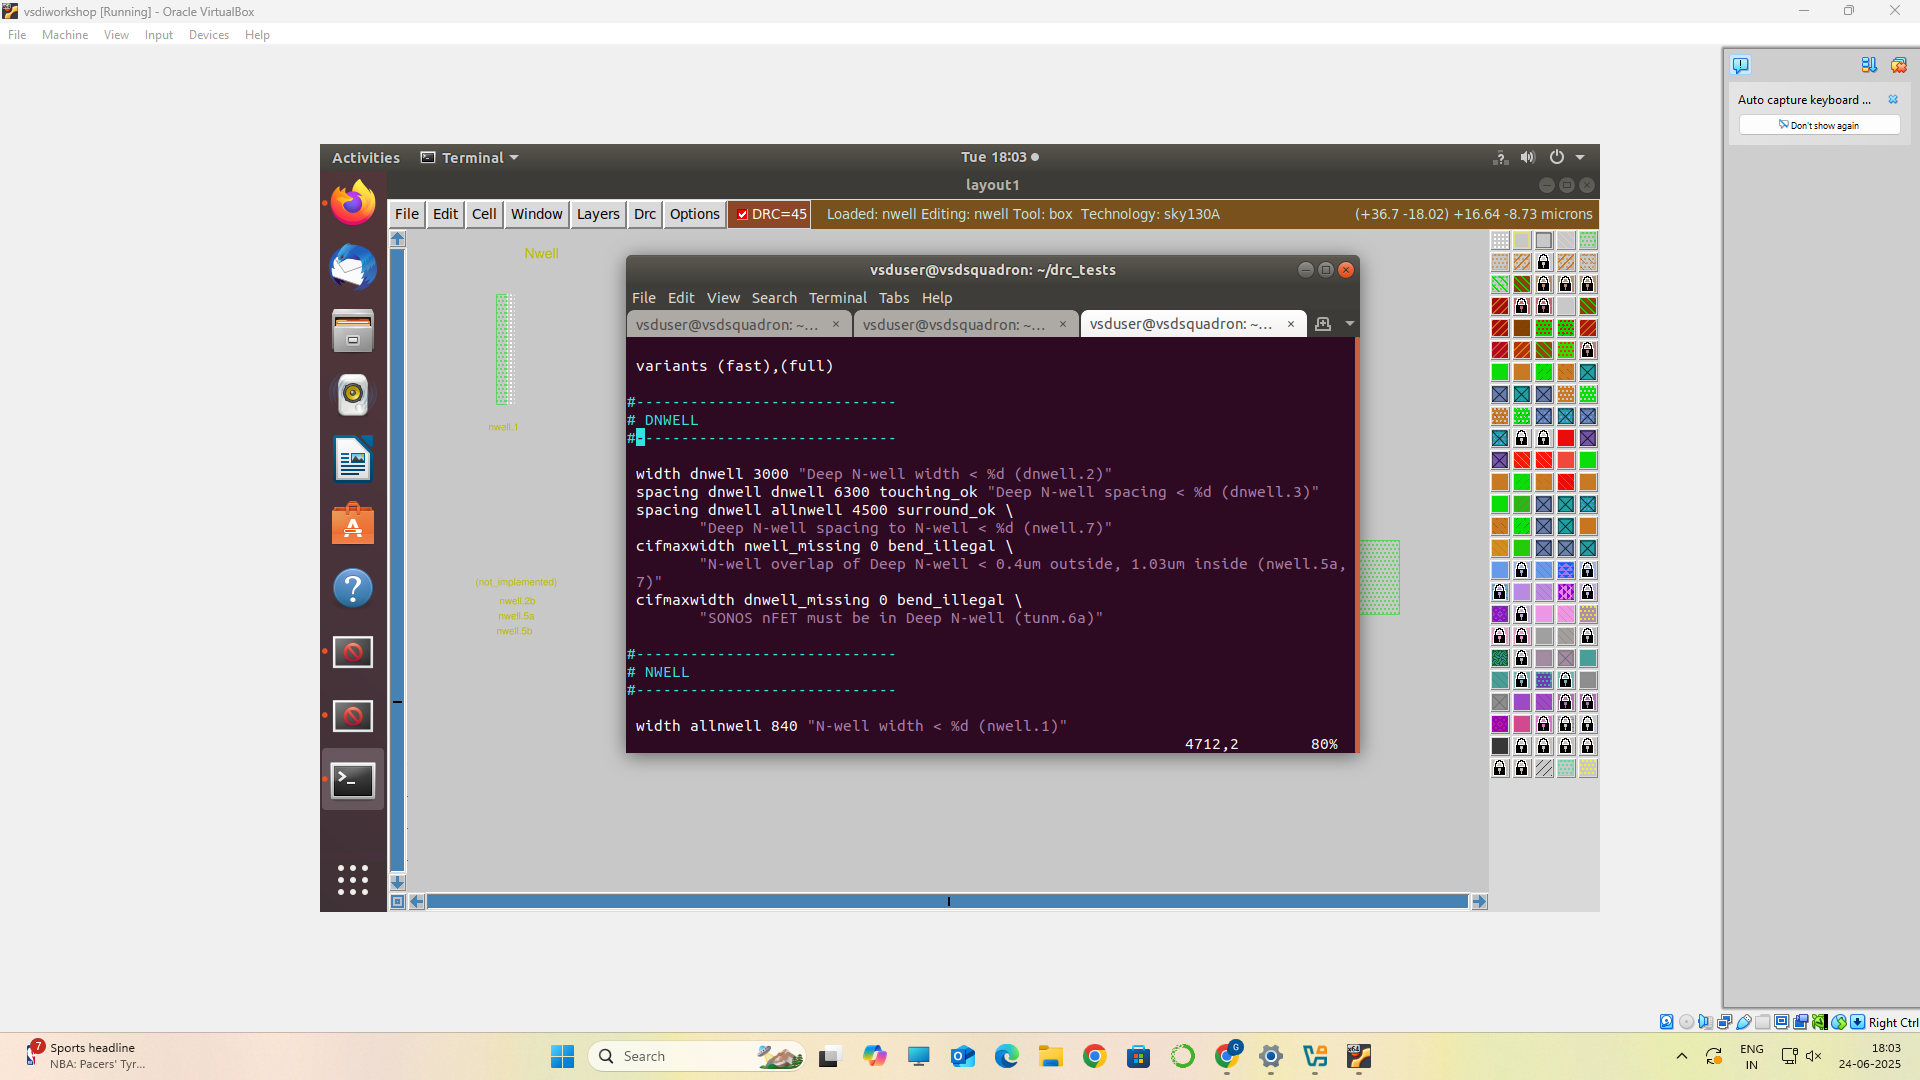 vsdiworkshop [Running] - Oracle VirtualBox
File Machine View Input Devices Help
Auto capture keyboard ...
Don't show again
Activities Terminal Tue 18:03
layout1
File Edit Cell Window Layers Drc Options DRC=45 Loaded: nwell Editing: nwell Tool: box Technology: sky130A (+36.7 -18.02) +16.64 -8.73 microns
Nwell
nwell.1
(not_implemented)
nwell.2b
nwell.5a
nwell.5b
vsduser@vsdsquadron: ~/drc_tests
File Edit View Search Terminal Tabs Help
vsduser@vsdsquadron: ~... × vsduser@vsdsquadron: ~... × vsduser@vsdsquadron: ~... ×
variants (fast),(full)
#-----------------------------
# DNWELL
#-----------------------------
width dnwell 3000 "Deep N-well width < %d (dnwell.2)"
spacing dnwell dnwell 6300 touching_ok "Deep N-well spacing < %d (dnwell.3)"
spacing dnwell allnwell 4500 surround_ok \
"Deep N-well spacing to N-well < %d (nwell.7)"
cifmaxwidth nwell_missing 0 bend_illegal \
"N-well overlap of Deep N-well < 0.4um outside, 1.03um inside (nwell.5a,
7)"
cifmaxwidth dnwell_missing 0 bend_illegal \
"SONOS nFET must be in Deep N-well (tunm.6a)"
#-----------------------------
# NWELL
#-----------------------------
width allnwell 840 "N-well width < %d (nwell.1)"
4712,2 80%
Right Ctrl
7
Sports headline
NBA: Pacers' Tyr...
Search
ENG
IN
18:03
24-06-2025